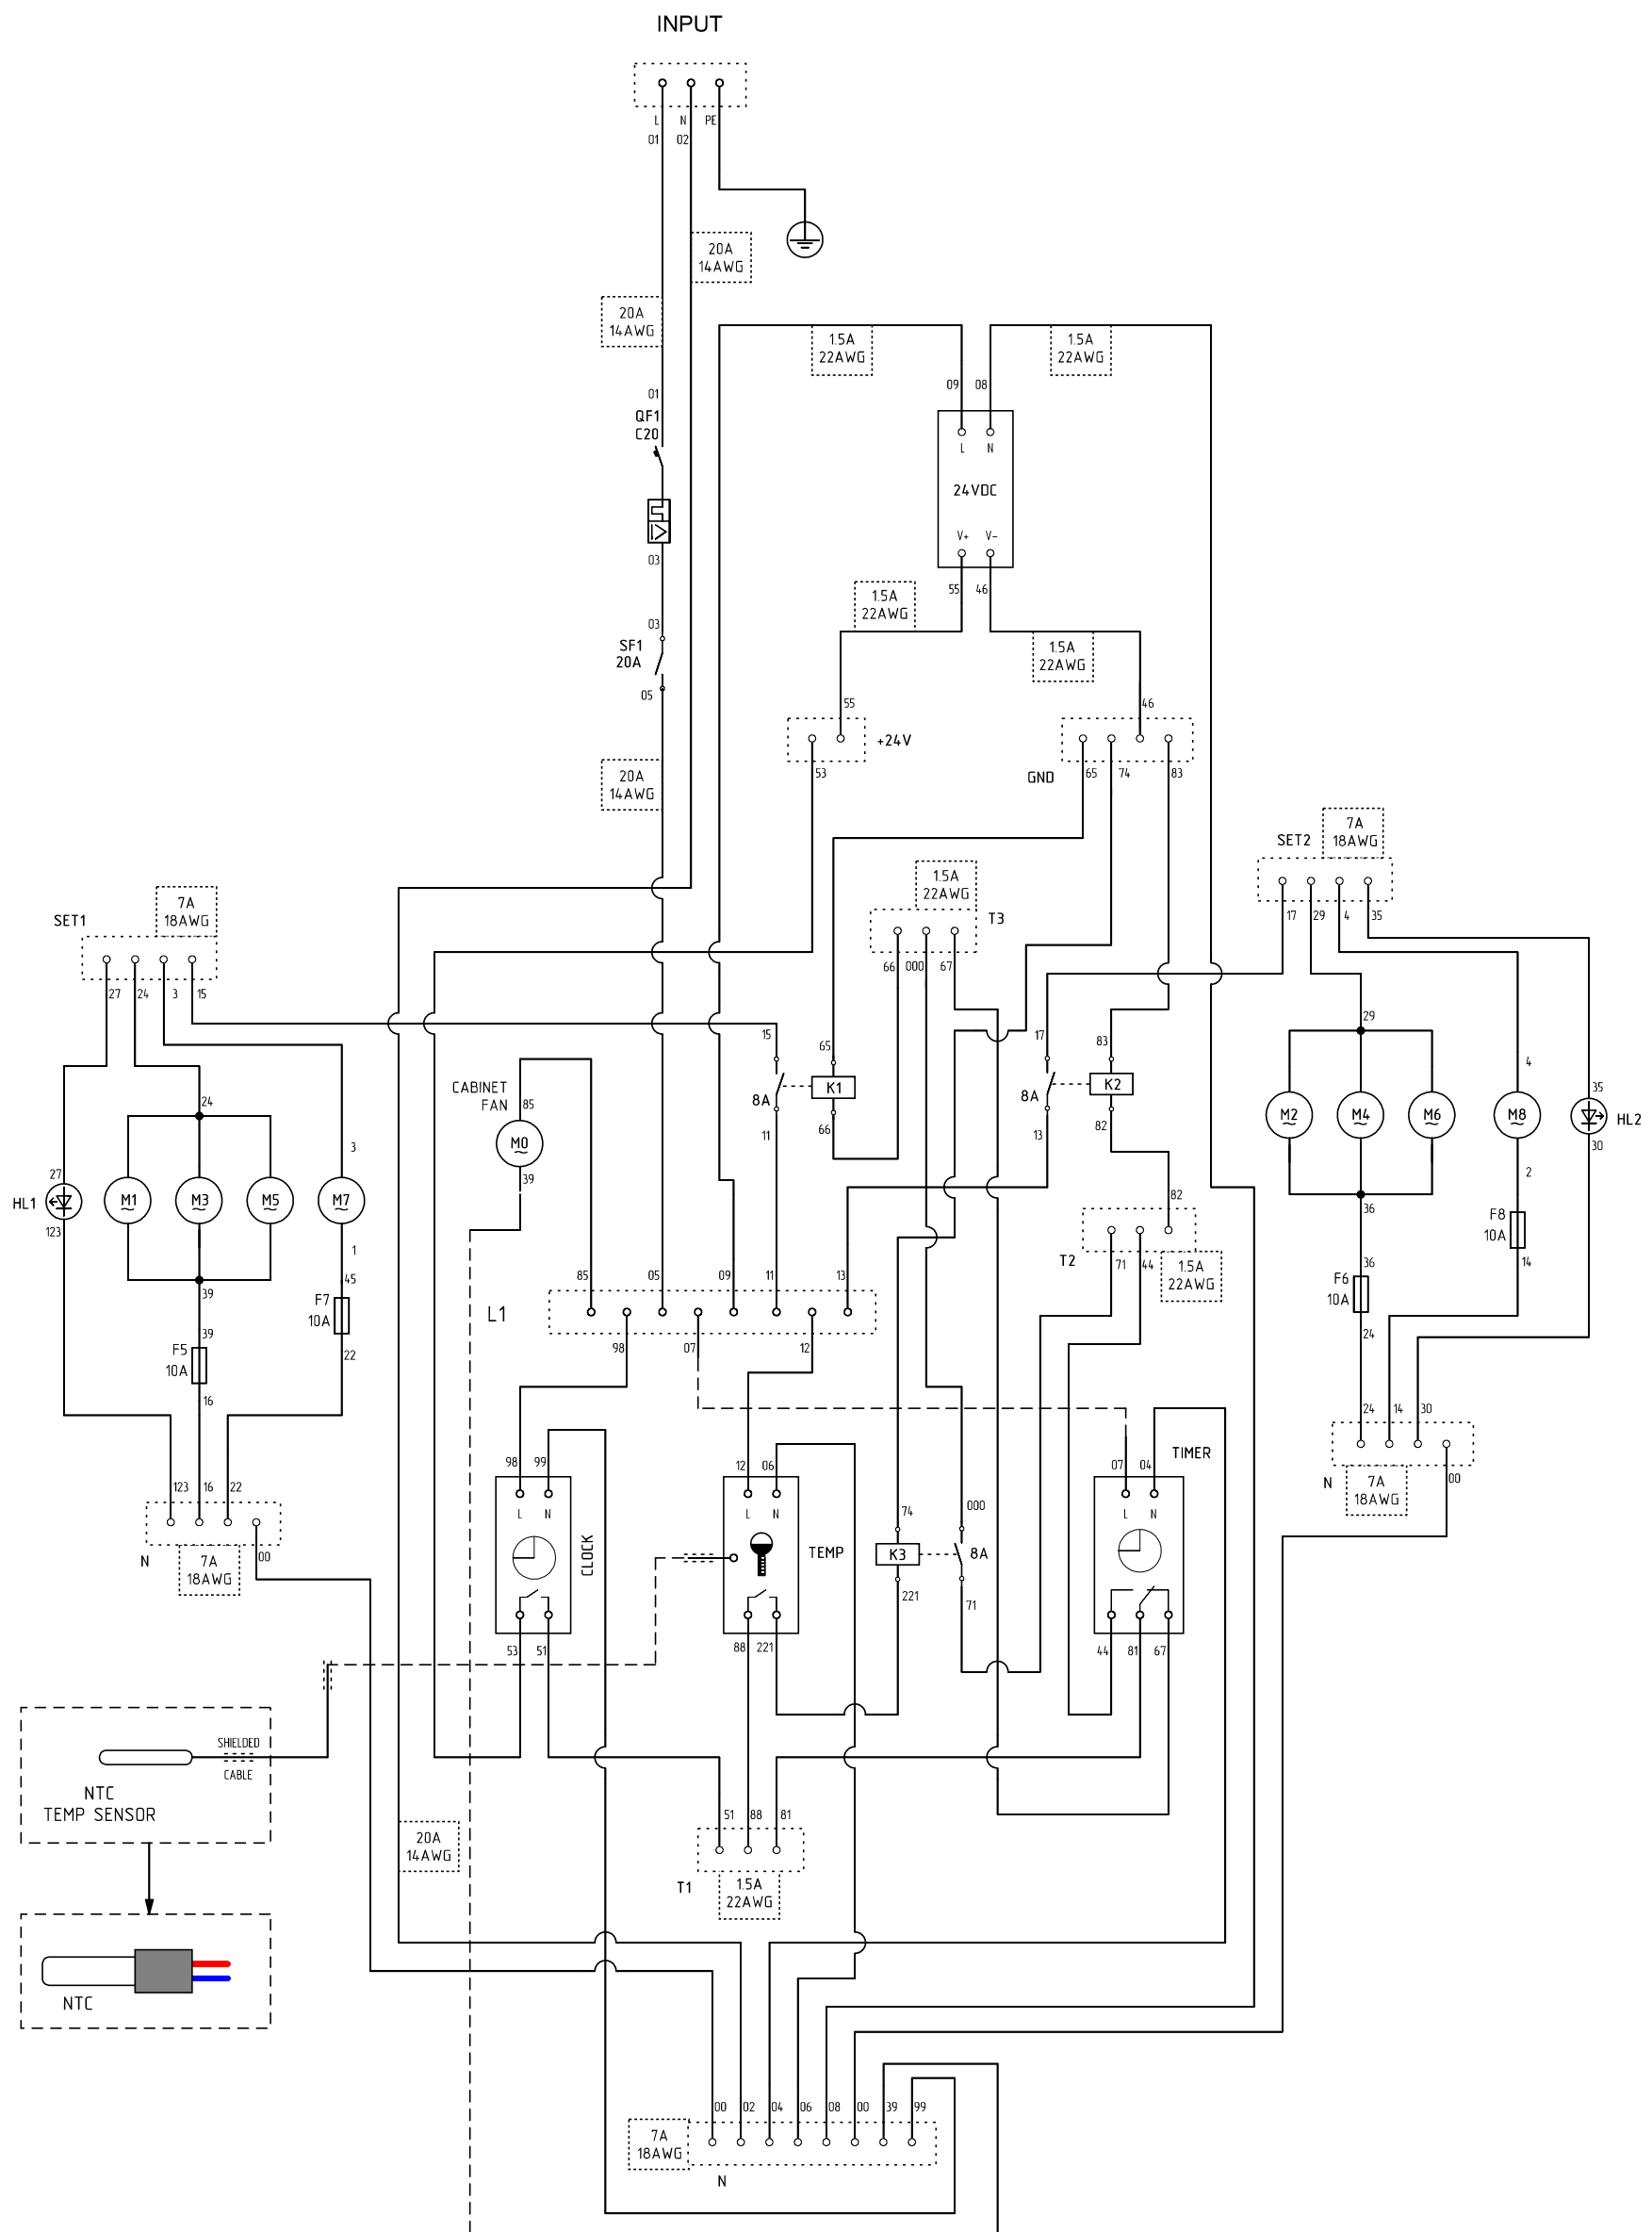 INPUT
L
N
PE
01
02
20A
14AWG
20A
14AWG
1.5A
22AWG
1.5A
22AWG
09
08
01
QF1
C20
L
N
24VDC
V+
V-
03
55
46
1.5A
22AWG
03
SF1
20A
1.5A
22AWG
05
55
46
+24V
20A
14AWG
53
GND
65
74
83
7A
18AWG
SET2
1.5A
22AWG
7A
18AWG
SET1
T3
17
29
4
35
66
000
67
27
24
3
15
15
65
17
83
29
K1
K2
8A
8A
4
35
CABINET
FAN
85
M0
39
24
11
66
13
82
M2
M4
M6
M8
HL2
30
3
2
27
HL1
123
M1
M3
M5
M7
82
36
F8
10A
14
1
45
T2
71
44
1.5A
22AWG
39
F7
10A
85
05
09
11
13
L1
36
F6
10A
39
F5
10A
22
98
07
12
24
16
24
14
30
98
99
12
06
07
04
TIMER
123
16
22
N
7A
18AWG
00
L
N
L
N
L
N
74
000
N
7A
18AWG
00
CLOCK
TEMP
K3
8A
221
71
53
51
88
221
44
81
67
SHIELDED
CABLE
NTC
TEMP SENSOR
51
88
81
20A
14AWG
T1
1.5A
22AWG
NTC
00
02
04
06
08
00
39
99
7A
18AWG
N